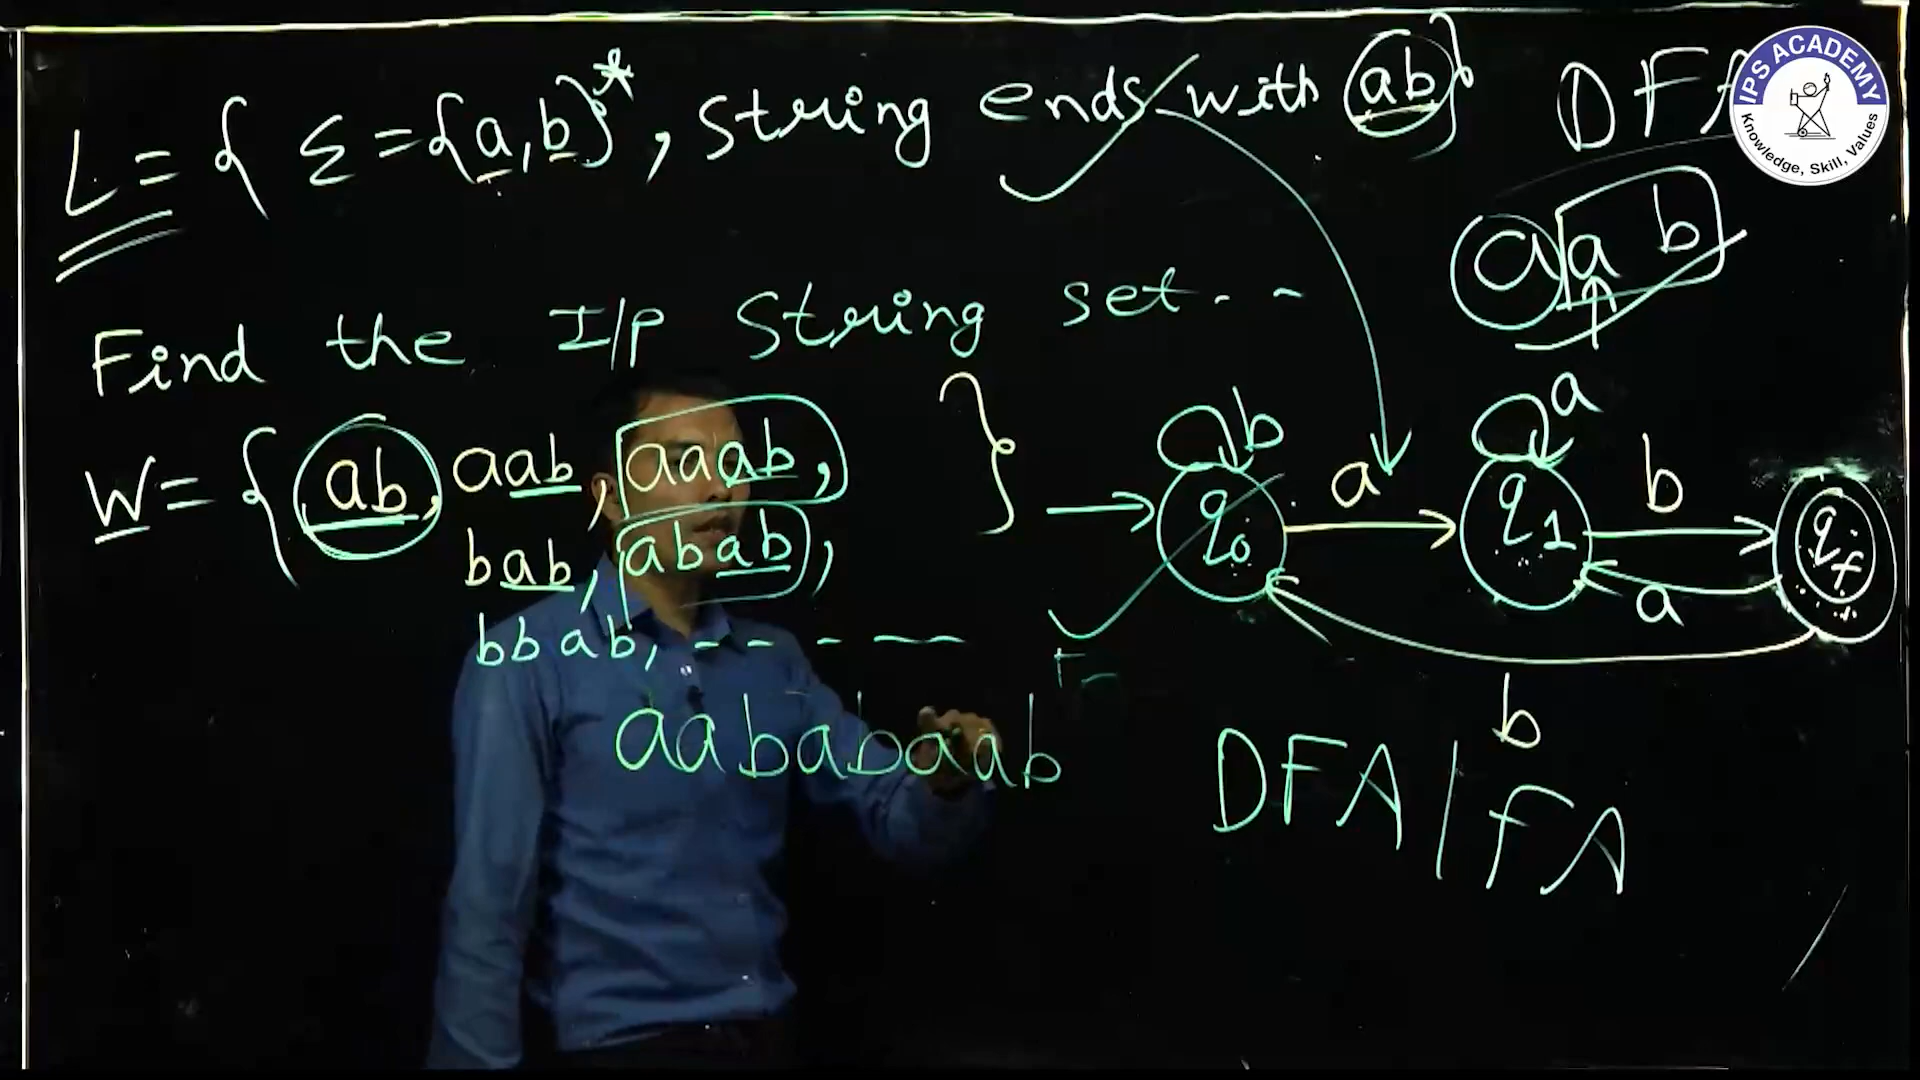 L = { Σ = {a,b}*, String ends with ab} DFA
IPS ACADEMY
Knowledge, Skill, Values
a a b
Find the I/p String set . - -
W = { ab, aab, aaab, }
bab, abab,
bbab, - - - - -
aababaab
b a a b
q0 q1 qf
a
b
DFA / FA